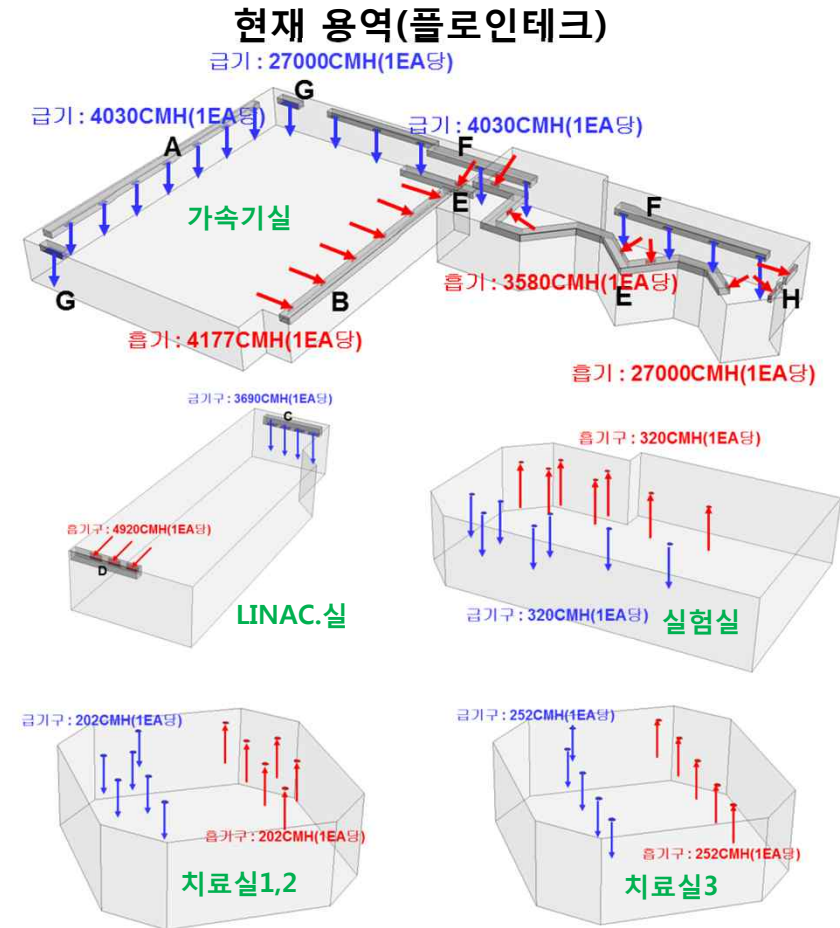 현재 용역(플로인테크)
급기 : 27000CMH(1EA당)
G
급기 : 4030CMH(1EA당)
A
급기 : 4030CMH(1EA당)
F
가속기실
E
F
G
B
흡기 : 3580CMH(1EA당)
E
H
흡기 : 4177CMH(1EA당)
흡기 : 27000CMH(1EA당)
급기구 : 3690CMH(1EA당)
C
흡기구 : 320CMH(1EA당)
흡기구 : 4920CMH(1EA당)
D
LINAC.실
급기구 : 320CMH(1EA당)
실험실
급기구 : 202CMH(1EA당)
급기구 : 252CMH(1EA당)
흡기구 : 202CMH(1EA당)
흡기구 : 252CMH(1EA당)
치료실1,2
치료실3